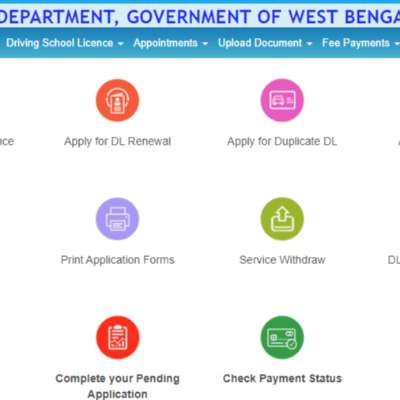 DEPARTMENT, GOVERNMENT OF WEST BENGA
Driving School Licence Appointments Upload Document Fee Payments
nce Apply for DL Renewal Apply for Duplicate DL
Print Application Forms Service Withdraw DL
Complete your Pending Check Payment Status
Application